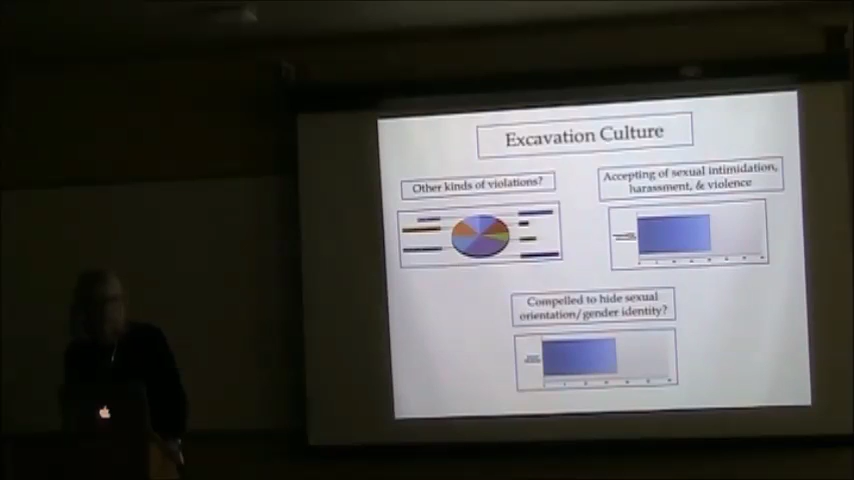 Excavation Culture
Other kinds of violations?
Accepting of sexual intimidation,
harassment, & violence
Compelled to hide sexual
orientation/gender identity?